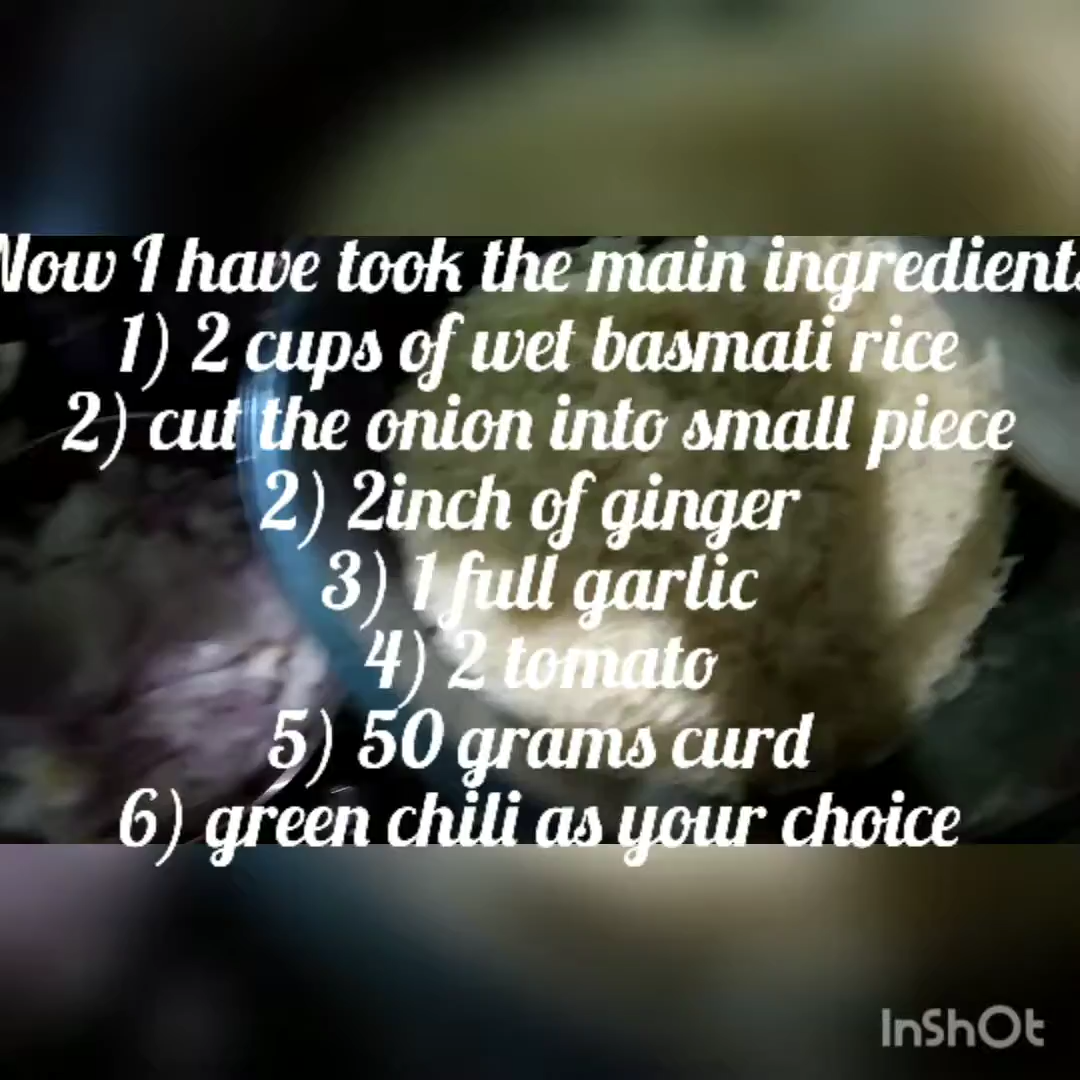 Now I have took the main ingredients
1) 2 cups of wet basmati rice
2) cut the onion into small piece
2) 2inch of ginger
3) 1 full garlic
4) 2 tomato
5) 50 grams curd
6) green chili as your choice
InShOt